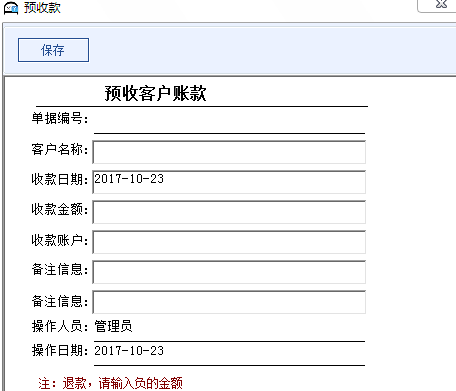 预收款
保存
预收客户账款
单据编号:
客户名称:
收款日期: 2017-10-23
收款金额:
收款账户:
备注信息:
备注信息:
操作人员: 管理员
操作日期: 2017-10-23
注: 退款, 请输入负的金额